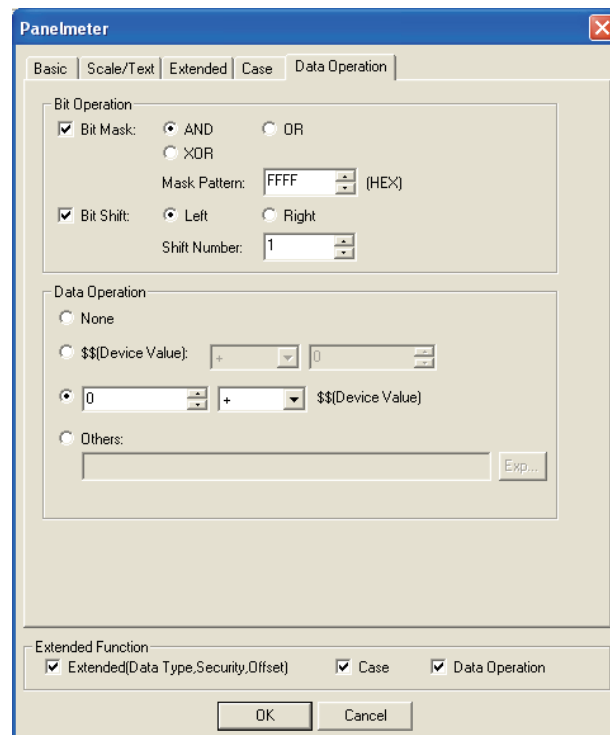 Panelmeter
Basic Scale/Text Extended Case Data Operation
Bit Operation
Bit Mask: AND OR
XOR
Mask Pattern: FFFF (HEX)
Bit Shift: Left Right
Shift Number: 1
Data Operation
None
$$(Device Value): + 0
0 + $$(Device Value)
Others:
Exp...
Extended Function
Extended(Data Type,Security,Offset) Case Data Operation
OK Cancel